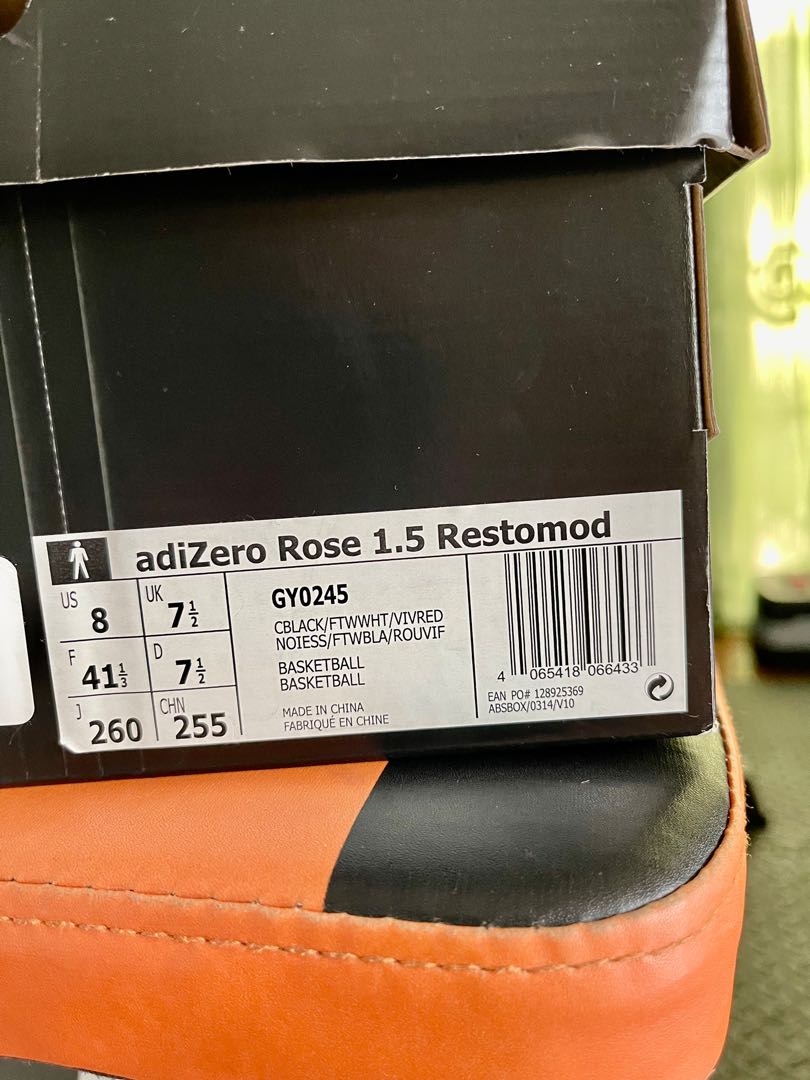 adiZero Rose 1.5 Restomod
US 8 UK 7½
F 41⅓ D 7½
J 260 CHN 255
GY0245
CBLACK/FTWWHT/VIVRED
NOIESS/FTWBLA/ROUVIF
BASKETBALL
BASKETBALL
MADE IN CHINA
FABRIQUÉ EN CHINE
4 065418 066433
EAN PO# 128925369
ABSBOX/0314/V10